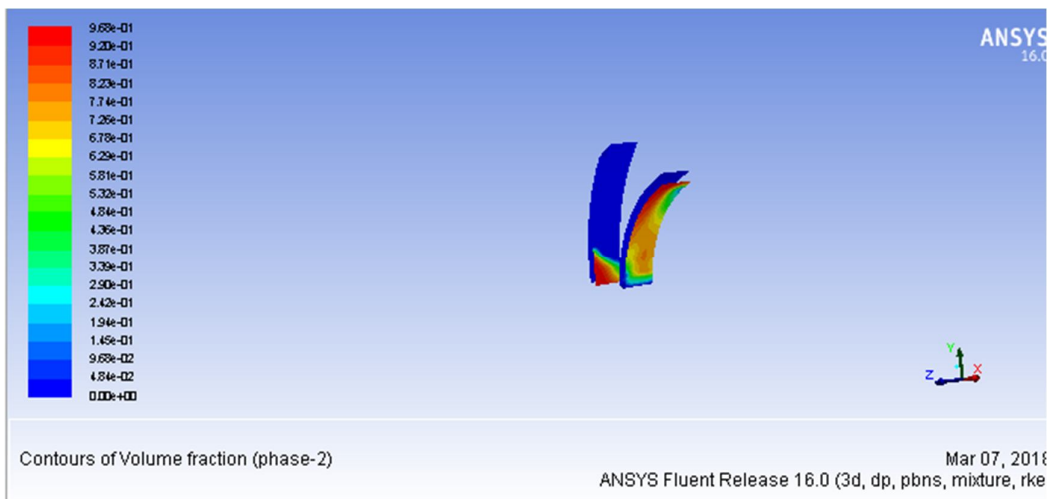 9.68e-01
9.20e-01
8.71e-01
8.23e-01
7.74e-01
7.26e-01
6.78e-01
6.29e-01
5.81e-01
5.32e-01
4.84e-01
4.36e-01
3.87e-01
3.39e-01
2.90e-01
2.42e-01
1.94e-01
1.45e-01
9.68e-02
4.84e-02
0.00e+00
ANSYS
16.0
Y
Z
X
Contours of Volume fraction (phase-2)
Mar 07, 2018
ANSYS Fluent Release 16.0 (3d, dp, pbns, mixture, rke